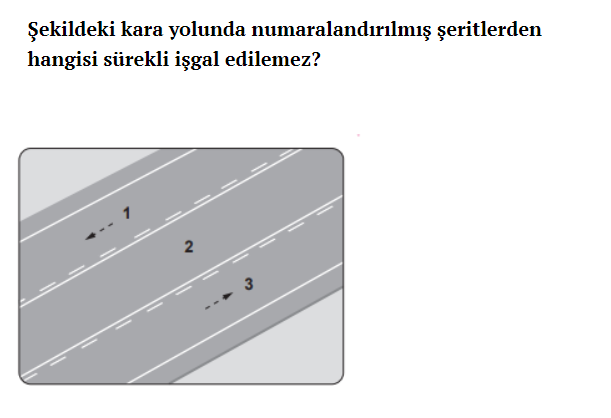 Şekildeki kara yolunda numaralandırılmış şeritlerden
hangisi sürekli işgal edilemez?
1
2
3